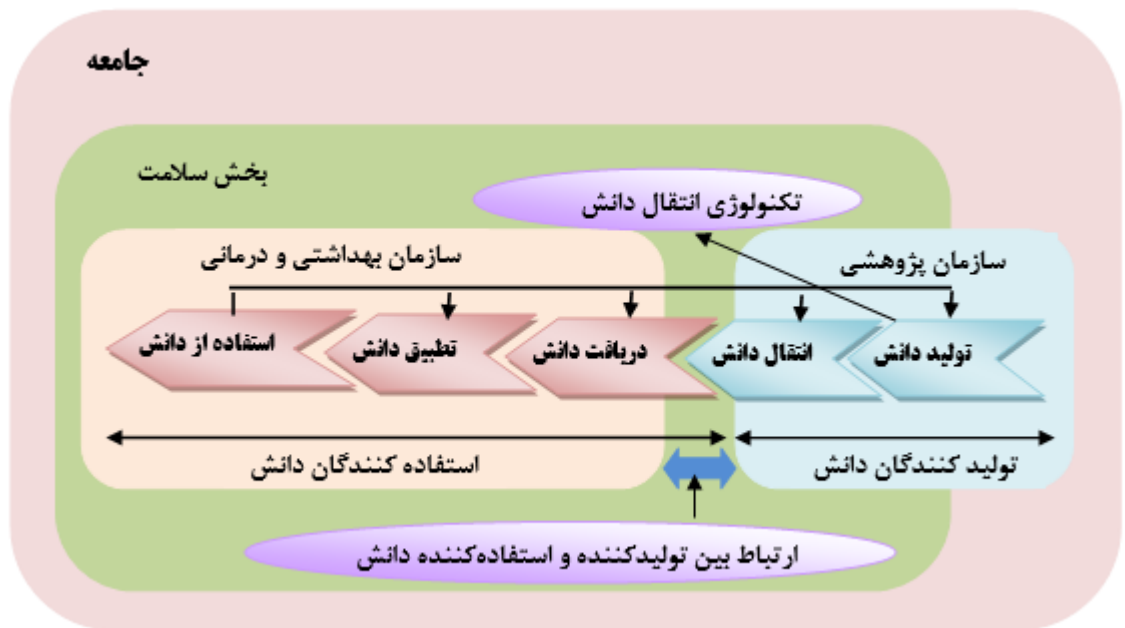 جامعه
بخش سلامت
تکنولوژی انتقال دانش
سازمان پژوهشی
سازمان بهداشتی و درمانی
تولید دانش
انتقال دانش
دریافت دانش
تطبیق دانش
استفاده از دانش
تولید کنندگان دانش
استفاده کنندگان دانش
ارتباط بین تولیدکننده و استفاده‌کننده دانش